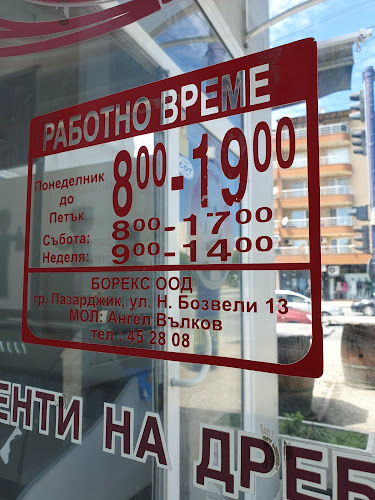 РАБОТНО ВРЕМЕ
Понеделник до Петък 8⁰⁰-19⁰⁰
Събота: 8⁰⁰-17⁰⁰
Неделя: 9⁰⁰-14⁰⁰
БОРЕКС ООД
гр. Пазарджик, ул. Н. Бозвели 13
МОЛ: Ангел Вълков
тел.: 45 28 08
ЕНТИ НА ДРЕБ